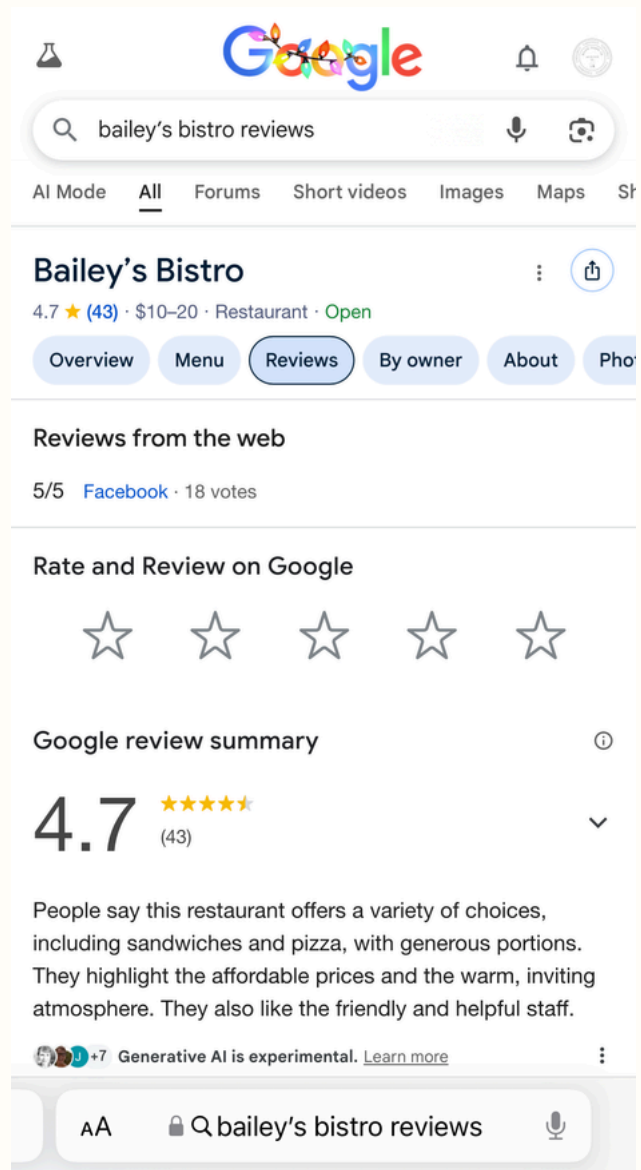 Google
bailey's bistro reviews
AI Mode All Forums Short videos Images Maps Sh
Bailey's Bistro
4.7 ★ (43) · $10–20 · Restaurant · Open
Overview Menu Reviews By owner About Pho
Reviews from the web
5/5 Facebook · 18 votes
Rate and Review on Google
Google review summary
4.7
(43)
People say this restaurant offers a variety of choices,
including sandwiches and pizza, with generous portions.
They highlight the affordable prices and the warm, inviting
atmosphere. They also like the friendly and helpful staff.
J +7 Generative AI is experimental. Learn more
AA bailey's bistro reviews